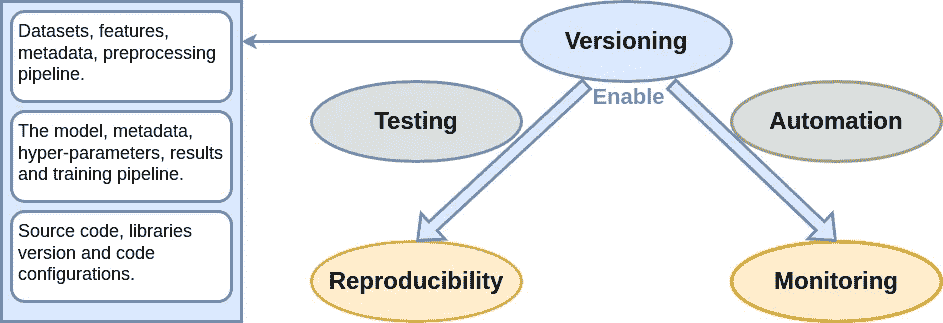 Datasets, features,
metadata, preprocessing
pipeline.
The model, metadata,
hyper-parameters, results
and training pipeline.
Source code, libraries
version and code
configurations.
Versioning
Enable
Testing
Automation
Reproducibility
Monitoring